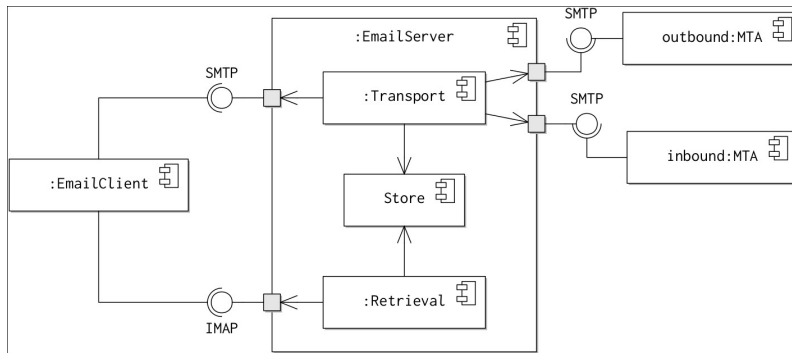 :EmailServer
SMTP
outbound:MTA
SMTP
:Transport
SMTP
inbound:MTA
:EmailClient
Store
:Retrieval
IMAP